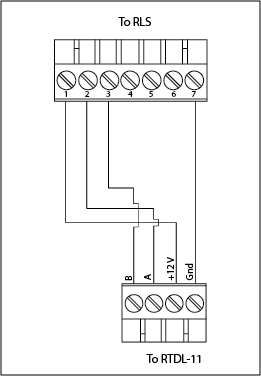 To RLS
1 2 3 4 5 6 7
B A +12 V Gnd
To RTDL-11